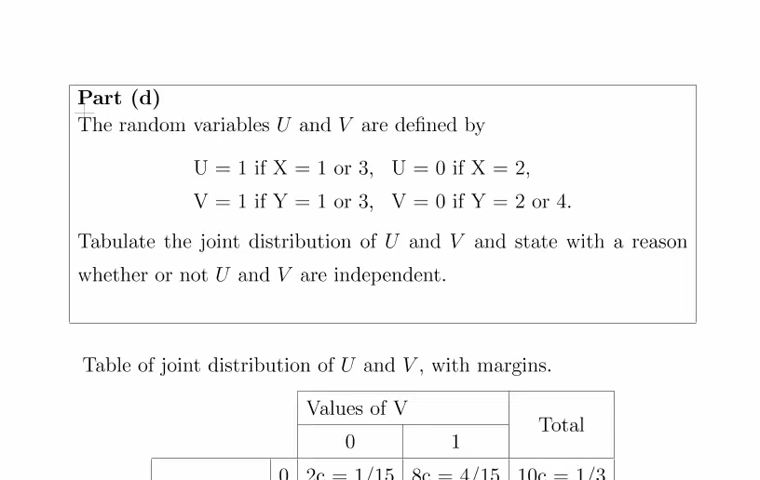 Part (d)
The random variables U and V are defined by
U = 1 if X = 1 or 3, U = 0 if X = 2,
V = 1 if Y = 1 or 3, V = 0 if Y = 2 or 4.
Tabulate the joint distribution of U and V and state with a reason
whether or not U and V are independent.
Table of joint distribution of U and V, with margins.
Values of V
Total
0 1
0 2c = 1/15 8c = 4/15 10c = 1/3